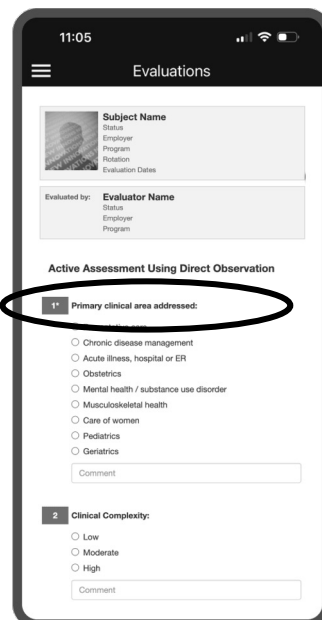 11:05
Evaluations
Subject Name
Status
Employer
Program
Rotation
Evaluation Dates
Evaluated by:
Evaluator Name
Status
Employer
Program
Active Assessment Using Direct Observation
1* Primary clinical area addressed:
Chronic disease management
Acute illness, hospital or ER
Obstetrics
Mental health / substance use disorder
Musculoskeletal health
Care of women
Pediatrics
Geriatrics
Comment
2 Clinical Complexity:
Low
Moderate
High
Comment